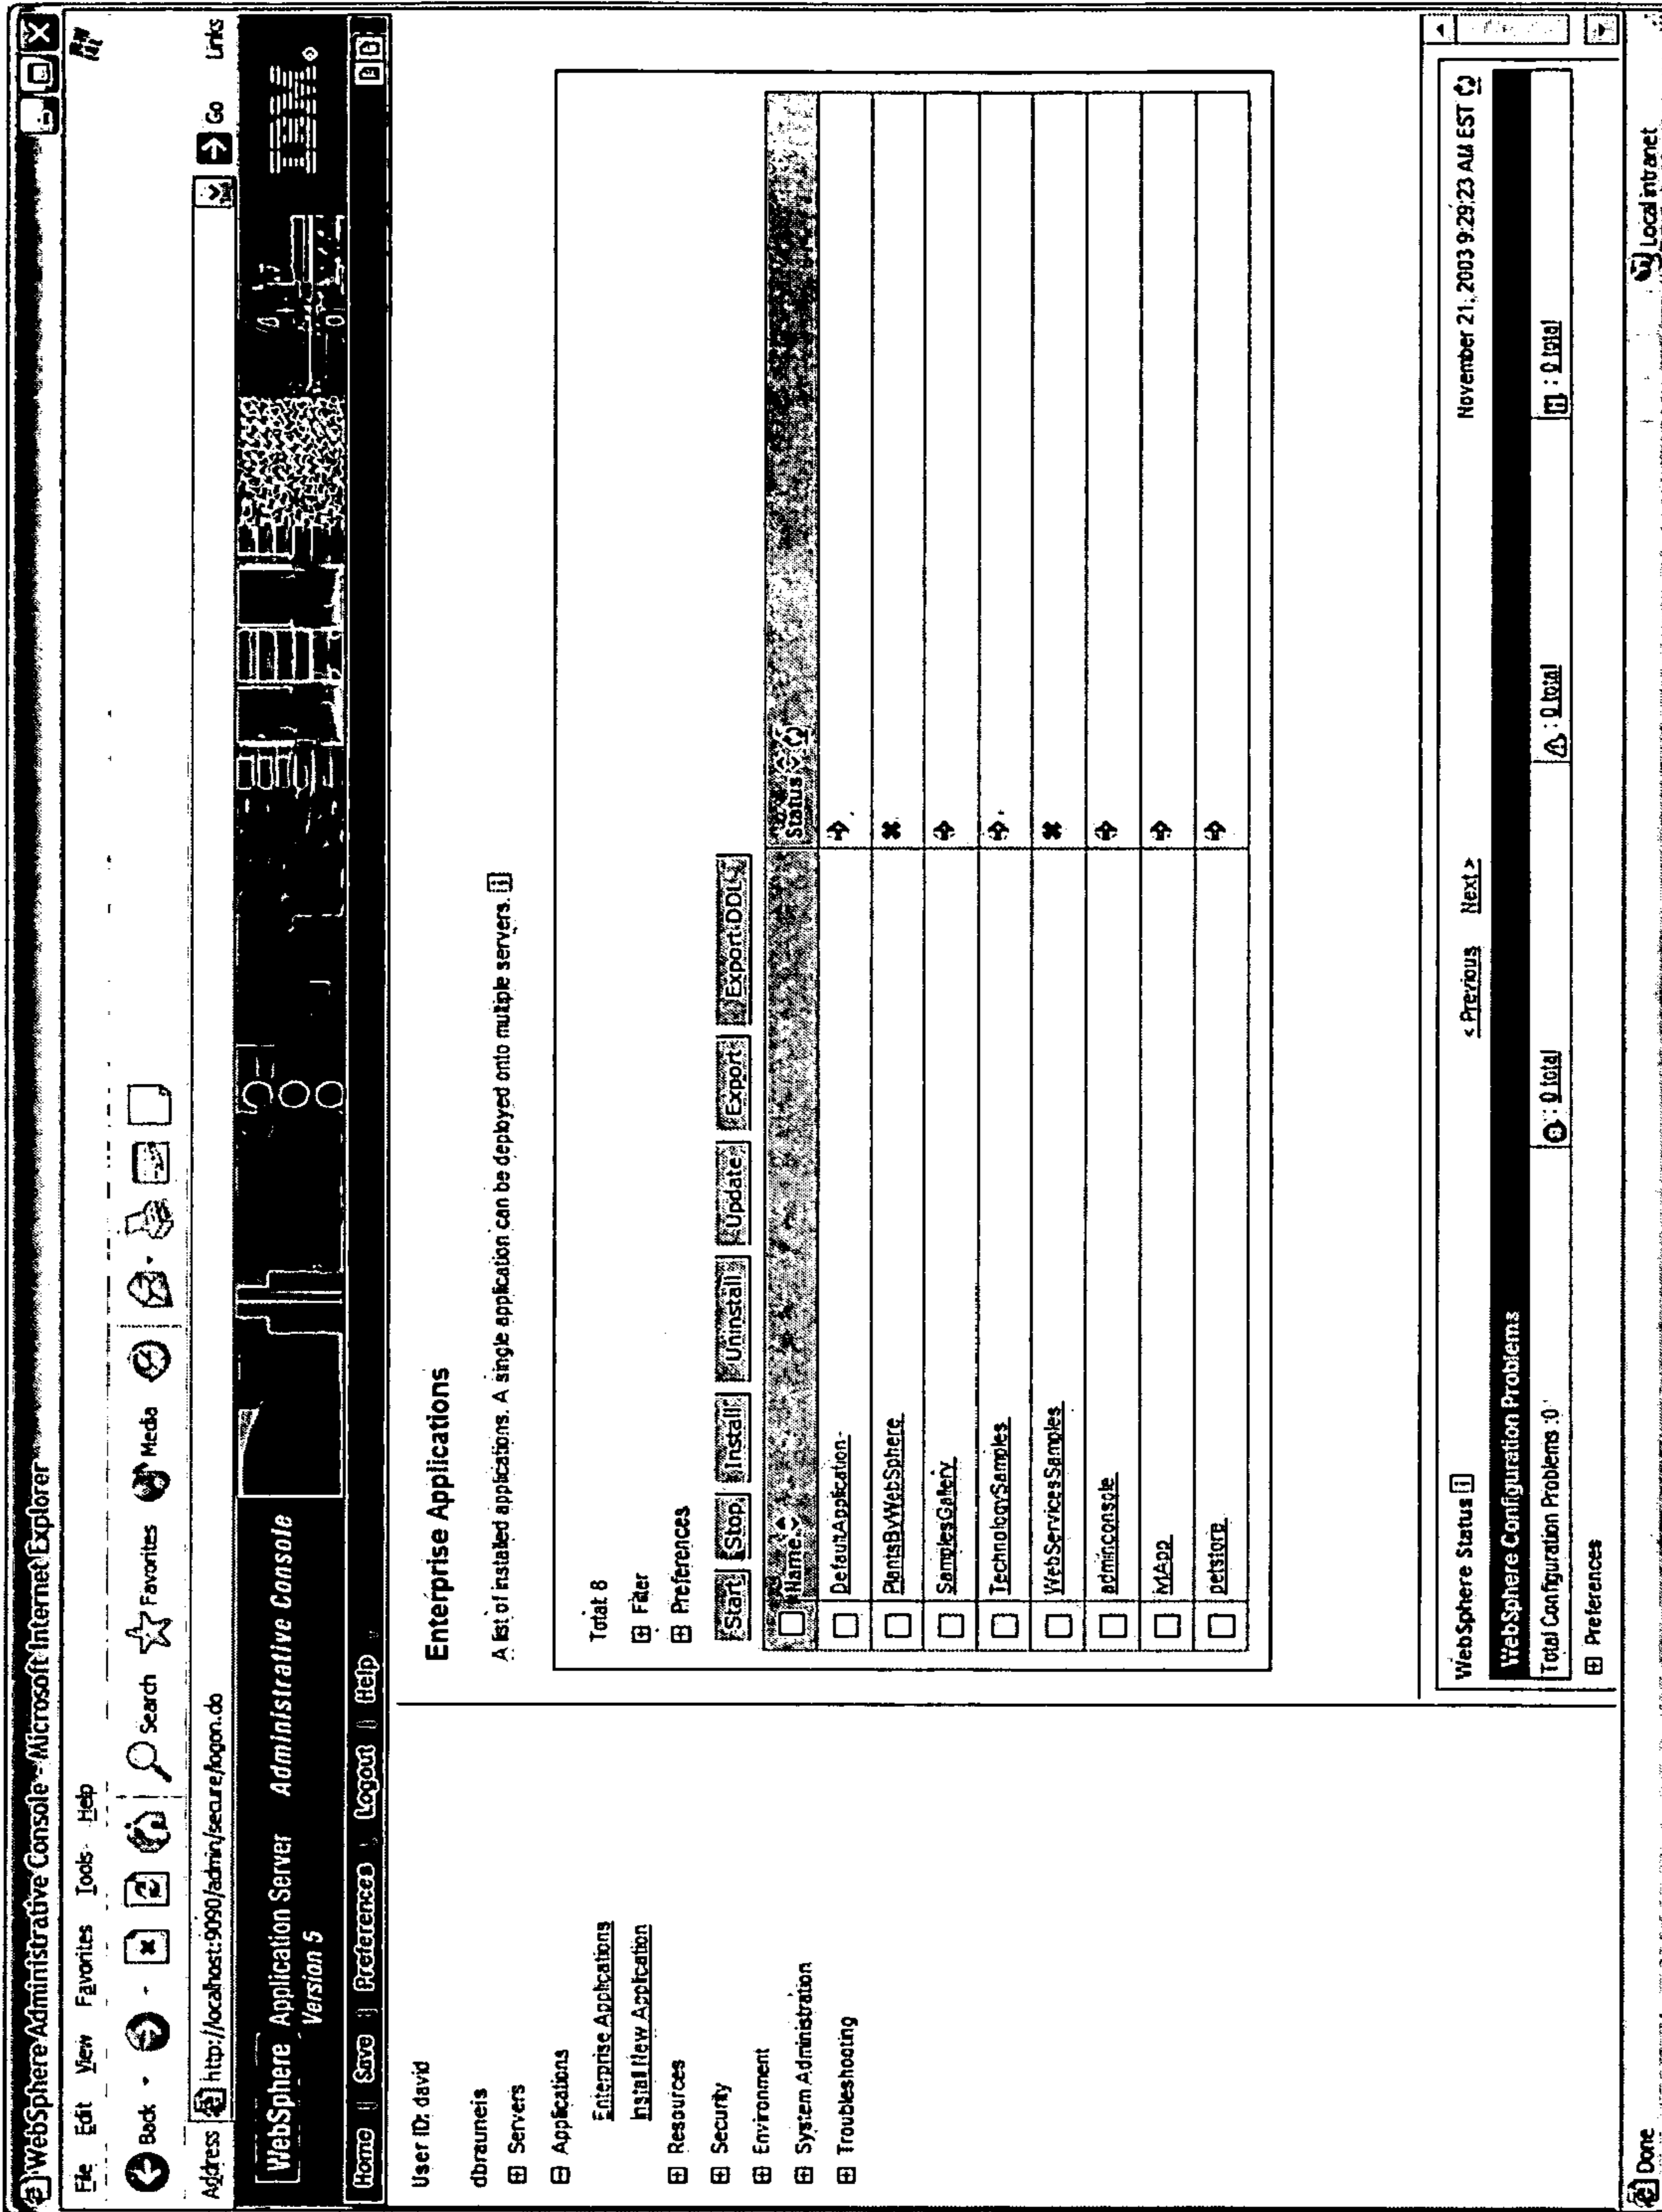 WebSphere Administrative Console - Microsoft Internet Explorer
File Edit View Favorites Tools Help
Back Search Favorites Media
Address http://localhost:9090/admin/secure/logon.do Go Links
WebSphere Application Server Administrative Console
Version 5
IBM
Home | Save | Preferences | Logout | Help
User ID: david
dbrauneis
Servers
Applications
Enterprise Applications
Install New Application
Resources
Security
Environment
System Administration
Troubleshooting
Enterprise Applications
A list of installed applications. A single application can be deployed onto multiple servers.
Total: 8
Filter
Preferences
Start Stop Install Uninstall Update Export Export DDL
Name Status
DefaultApplication
PlantsByWebSphere
SamplesGallery
TechnologySamples
WebServicesSamples
adminconsole
MApp
petstore
WebSphere Status < Previous Next > November 21, 2003 9:29:23 AM EST
WebSphere Configuration Problems
Total Configuration Problems :0 : 0 total : 0 total : 0 total
Preferences
Done Local intranet